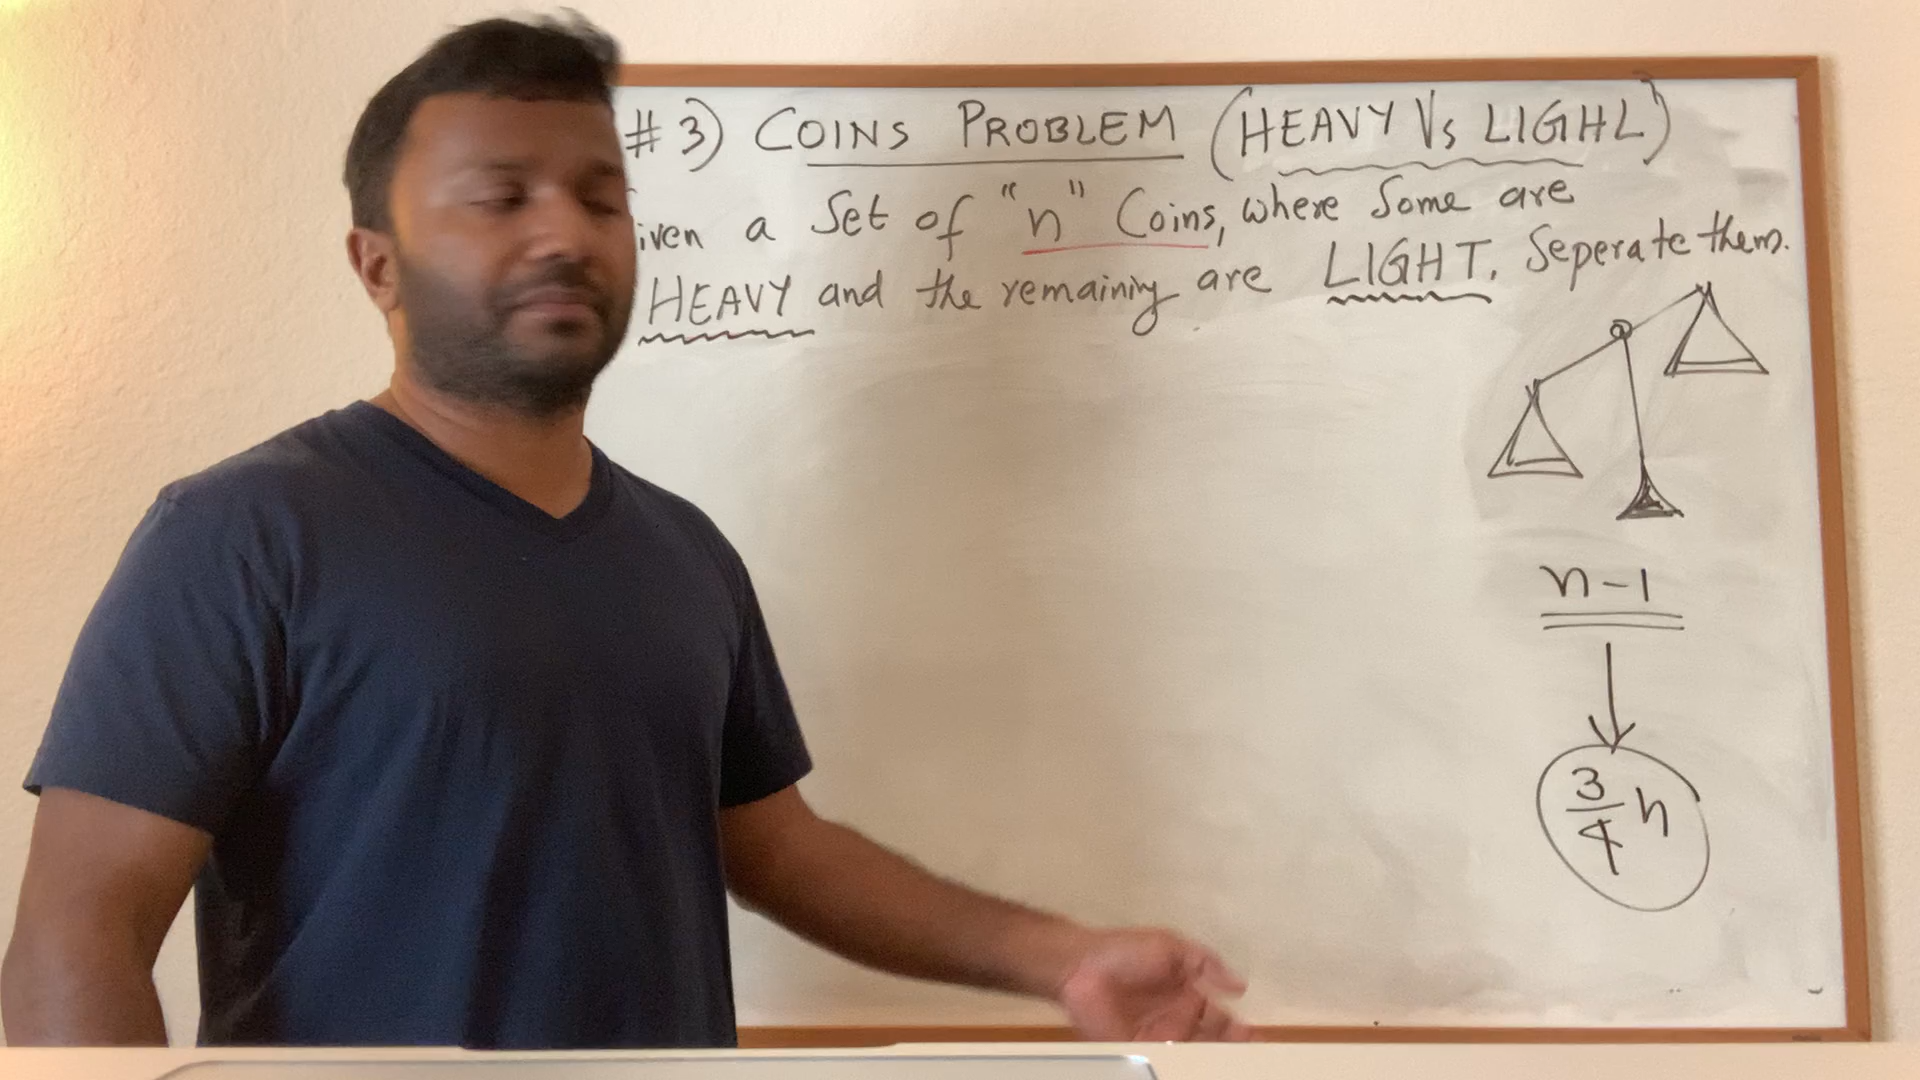 #3) COINS PROBLEM (HEAVY Vs LIGHL)
iven a Set of "n" Coins, where Some are
HEAVY and the remaining are LIGHT. Seperate them.
n-1
3/4 n